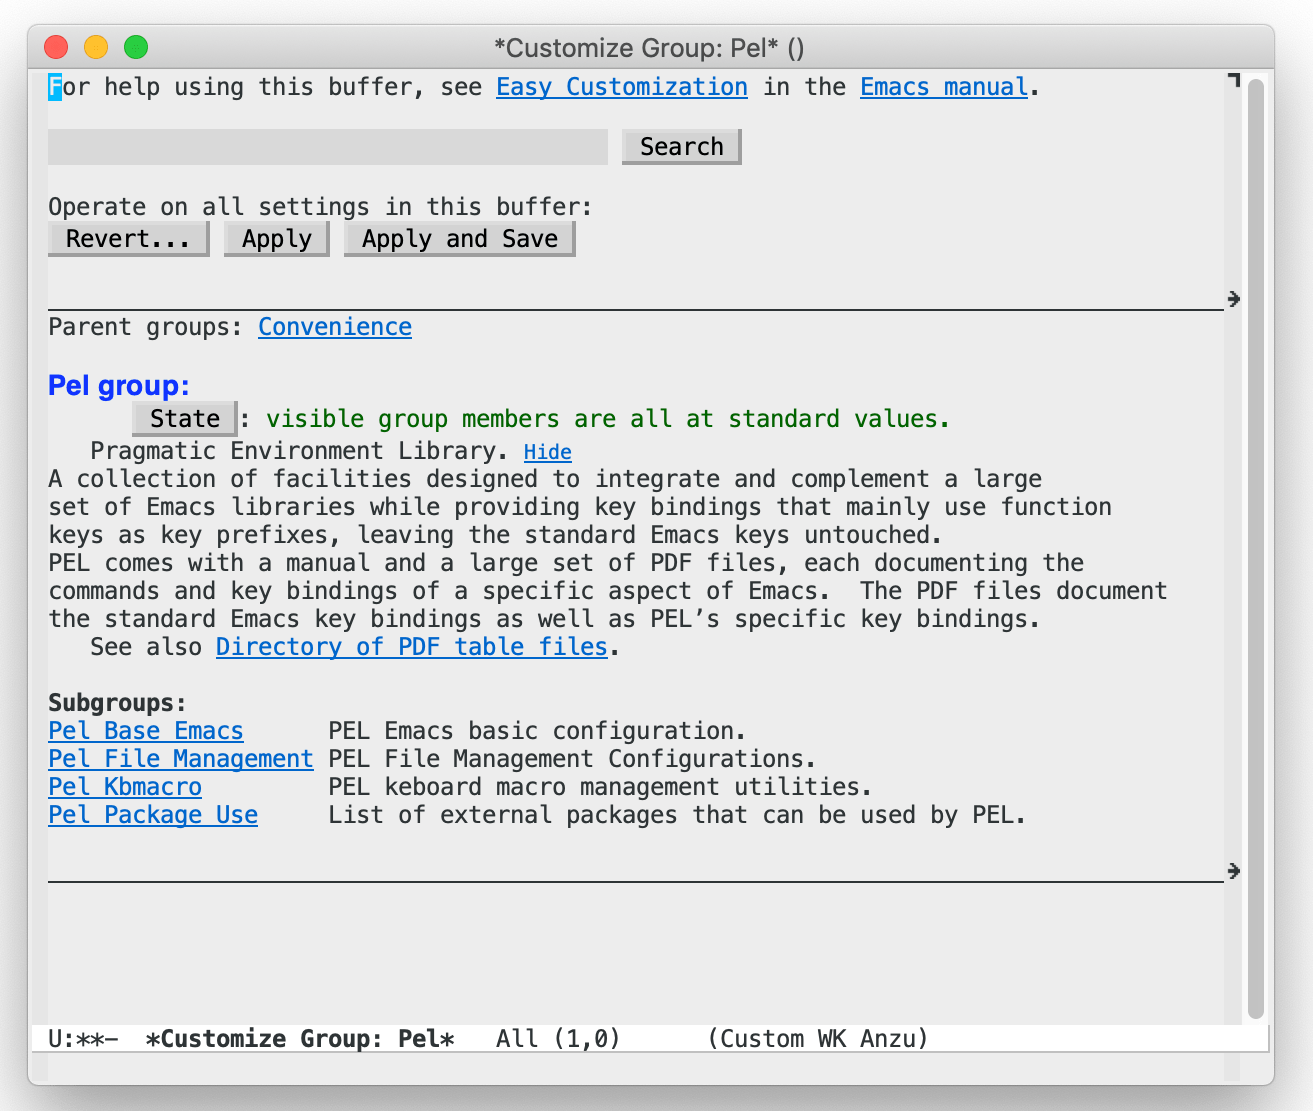 *Customize Group: Pel* ()
For help using this buffer, see Easy Customization in the Emacs manual.
Search
Operate on all settings in this buffer:
Revert... Apply Apply and Save
Parent groups: Convenience
Pel group:
State : visible group members are all at standard values.
Pragmatic Environment Library. Hide
A collection of facilities designed to integrate and complement a large
set of Emacs libraries while providing key bindings that mainly use function
keys as key prefixes, leaving the standard Emacs keys untouched.
PEL comes with a manual and a large set of PDF files, each documenting the
commands and key bindings of a specific aspect of Emacs.  The PDF files document
the standard Emacs key bindings as well as PEL’s specific key bindings.
See also Directory of PDF table files.
Subgroups:
Pel Base Emacs PEL Emacs basic configuration.
Pel File Management PEL File Management Configurations.
Pel Kbmacro PEL keboard macro management utilities.
Pel Package Use List of external packages that can be used by PEL.
U:**- *Customize Group: Pel* All (1,0) (Custom WK Anzu)